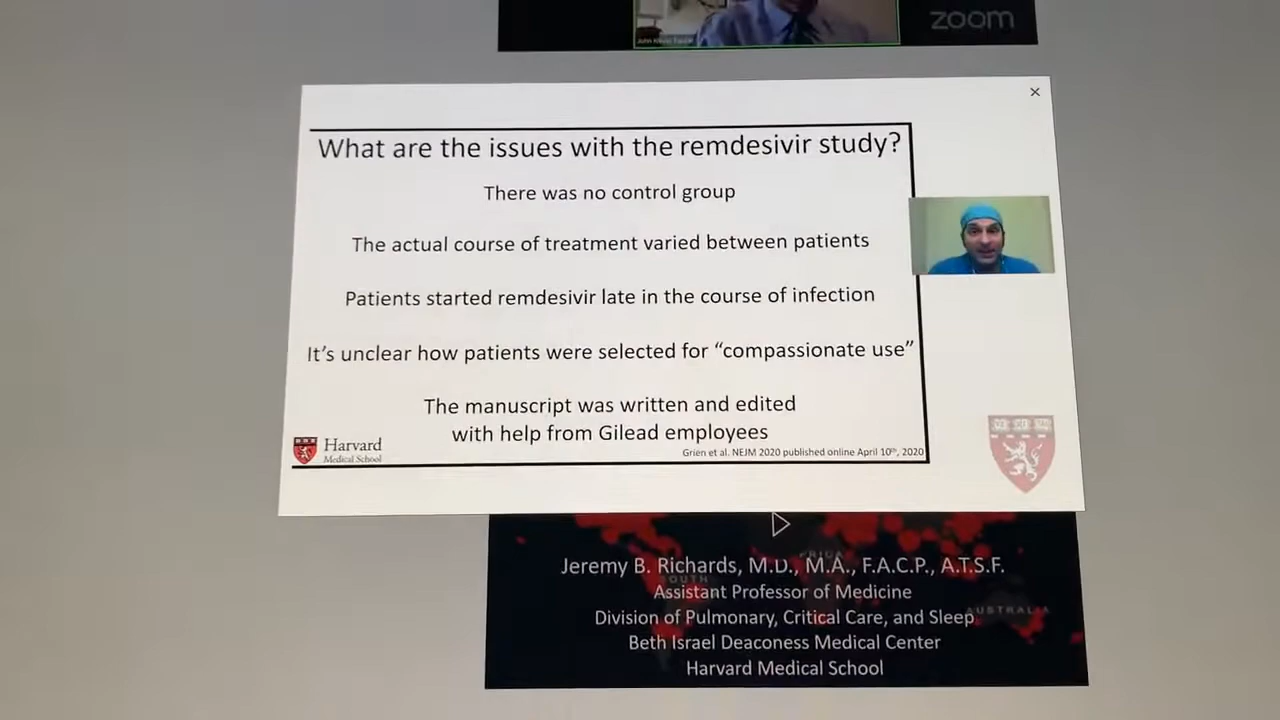 zoom
What are the issues with the remdesivir study?
There was no control group
The actual course of treatment varied between patients
Patients started remdesivir late in the course of infection
It's unclear how patients were selected for “compassionate use”
The manuscript was written and edited
with help from Gilead employees
Grien et al. NEJM 2020 published online April 10th, 2020
Harvard
Medical School
Jeremy B. Richards, M.D., M.A., F.A.C.P., A.T.S.F.
Assistant Professor of Medicine
Division of Pulmonary, Critical Care, and Sleep
AUSTRALIA
Beth Israel Deaconess Medical Center
Harvard Medical School
SOUTH